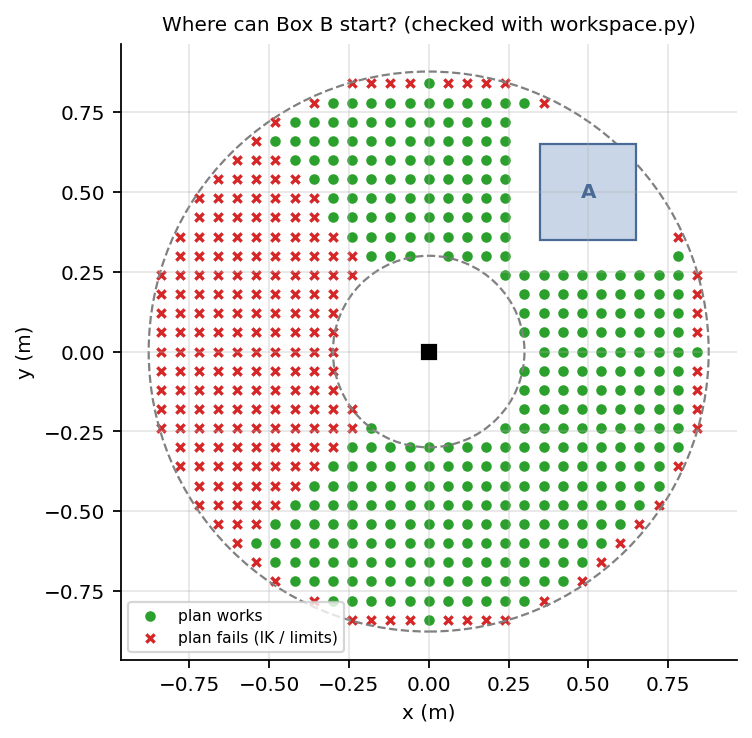 Where can Box B start? (checked with workspace.py)
y (m)
0.75
0.50
0.25
0.00
−0.25
−0.50
−0.75
A
plan works
plan fails (IK / limits)
−0.75 −0.50 −0.25 0.00 0.25 0.50 0.75
x (m)